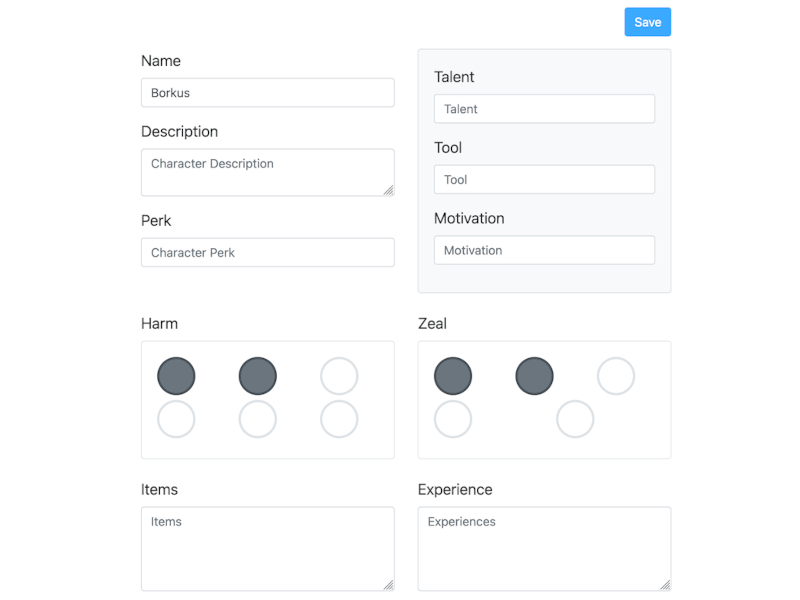 Save
Name
Borkus
Description
Character Description
Perk
Character Perk
Talent
Talent
Tool
Tool
Motivation
Motivation
Harm
Zeal
Items
Items
Experience
Experiences